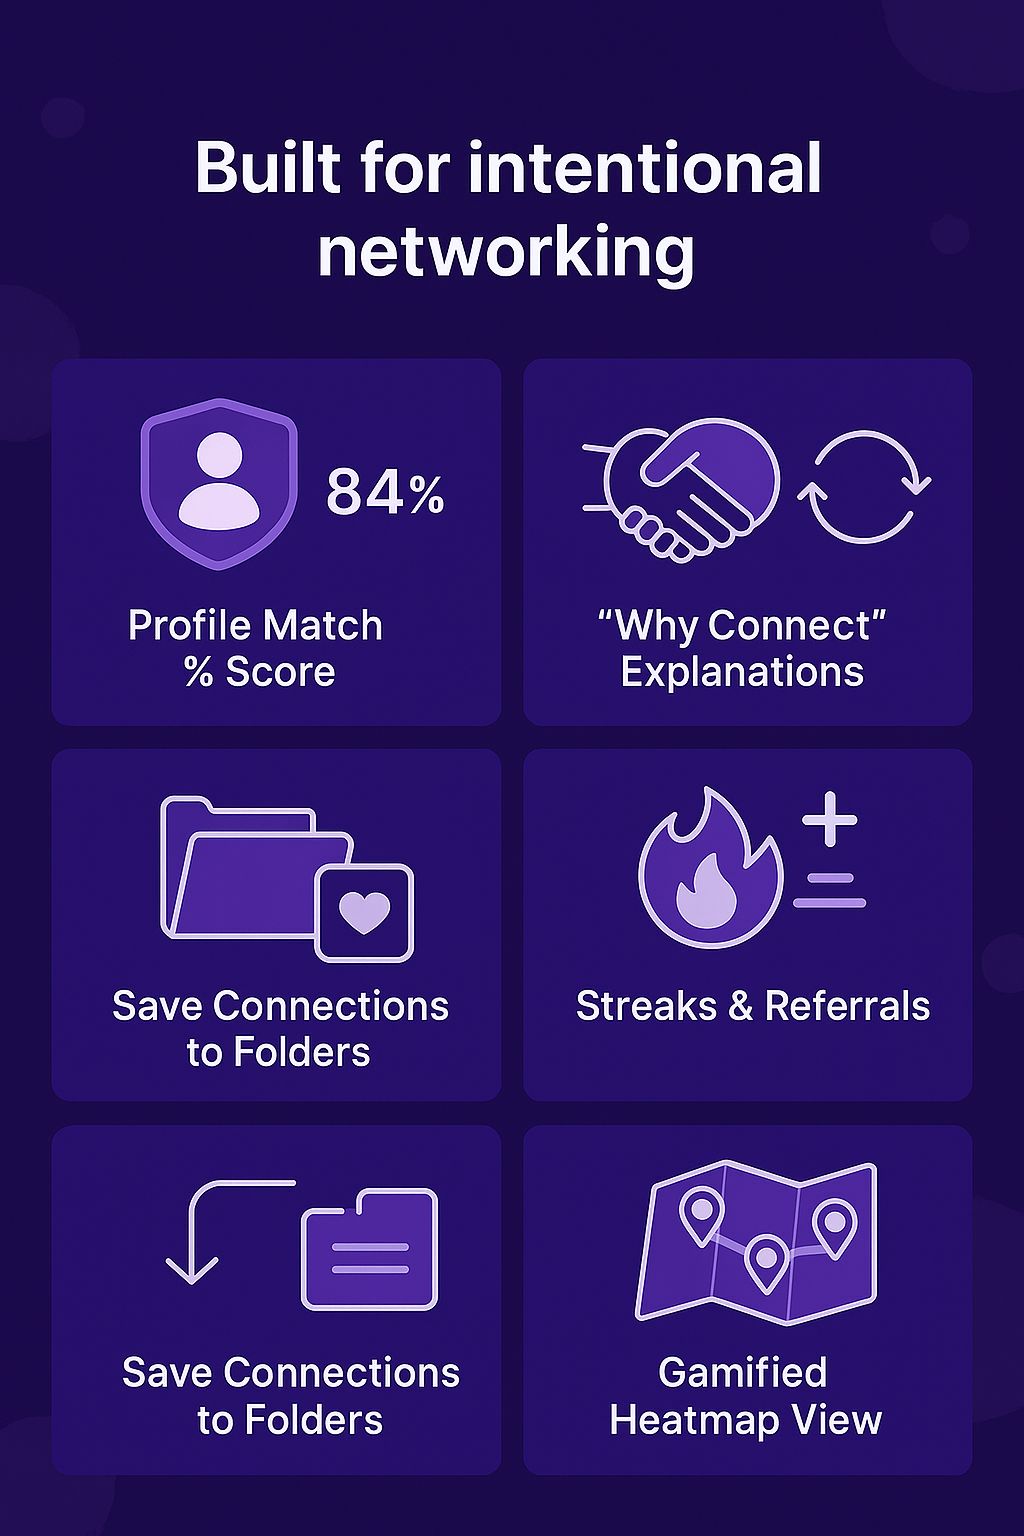 Built for intentional
networking
84%
Profile Match
% Score
“Why Connect”
Explanations
Save Connections
to Folders
Streaks & Referrals
Save Connections
to Folders
Gamified
Heatmap View